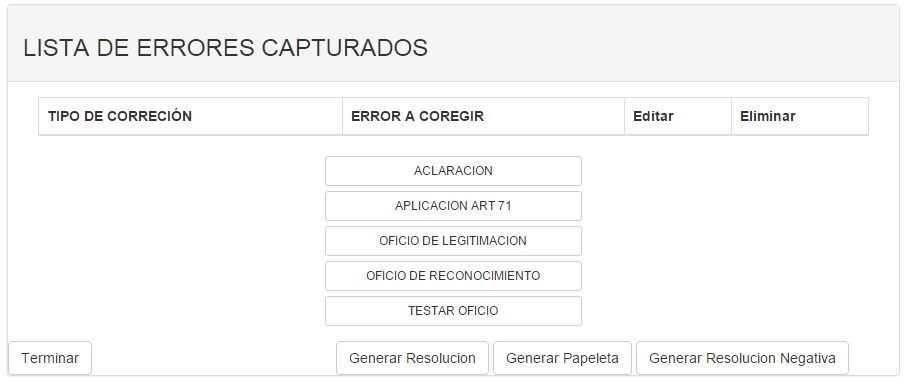 LISTA DE ERRORES CAPTURADOS
TIPO DE CORRECIÓN ERROR A COREGIR Editar Eliminar
ACLARACION
APLICACION ART 71
OFICIO DE LEGITIMACION
OFICIO DE RECONOCIMIENTO
TESTAR OFICIO
Terminar Generar Resolucion Generar Papeleta Generar Resolucion Negativa